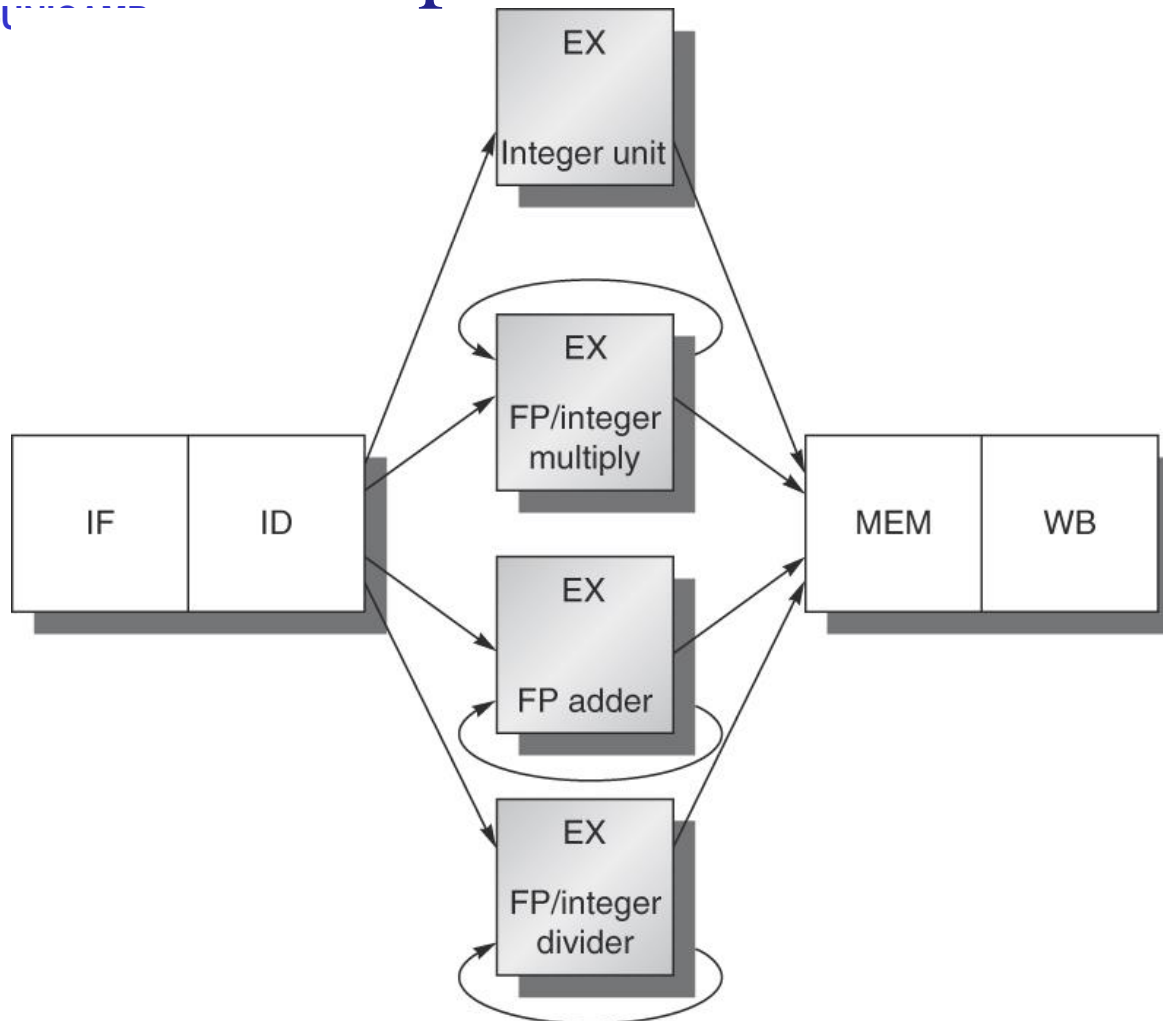 EX
Integer unit
EX
FP/integer
multiply
IF
ID
MEM
WB
EX
FP adder
EX
FP/integer
divider